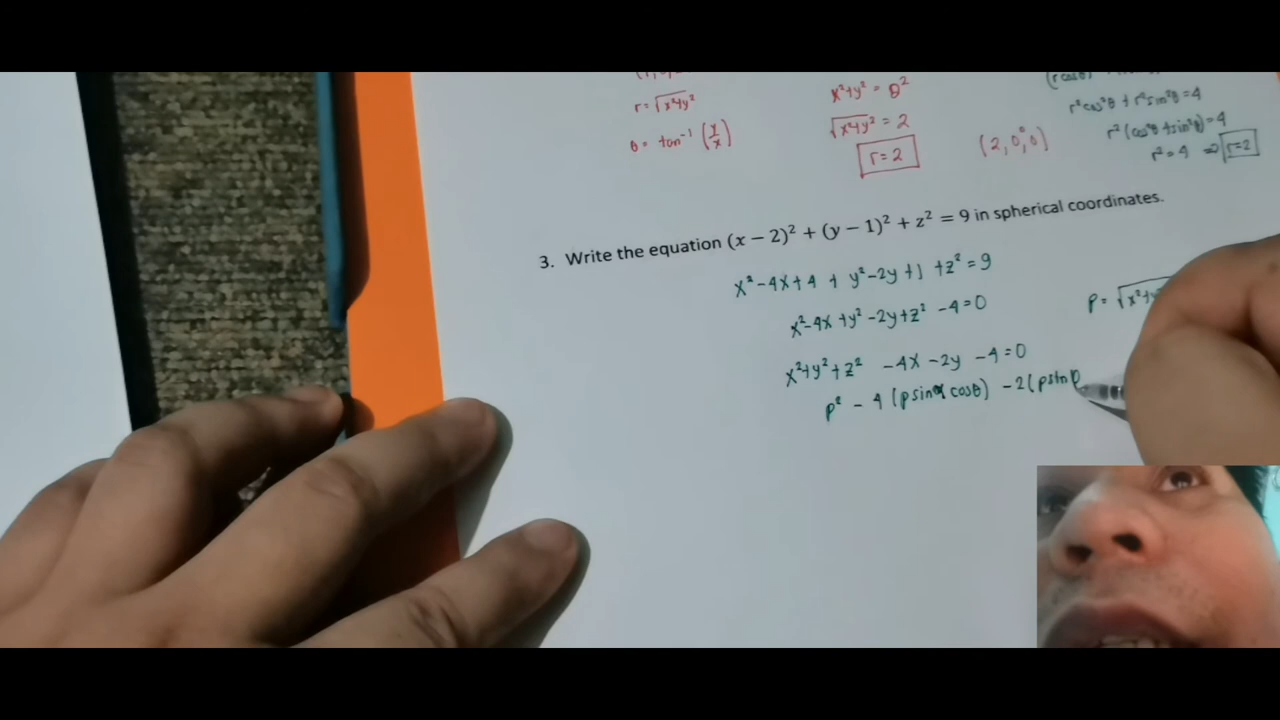 r = √x²+y²
θ = tan⁻¹ (y/x)
x²+y² = 2²
√x²+y² = 2
r = 2
(2, 0°, 0)
r²cos²θ + r²sin²θ = 4
r²(cos²θ + sin²θ) = 4
r² = 4 ⇒ r=2
3. Write the equation (x − 2)² + (y − 1)² + z² = 9 in spherical coordinates.
x² - 4x + 4 + y² - 2y + 1 + z² = 9
x² - 4x + y² - 2y + z² - 4 = 0
ρ = √x²+y²
x² + y² + z² - 4x - 2y - 4 = 0
ρ² - 4 (ρ sinα cosθ) - 2 (ρ sin